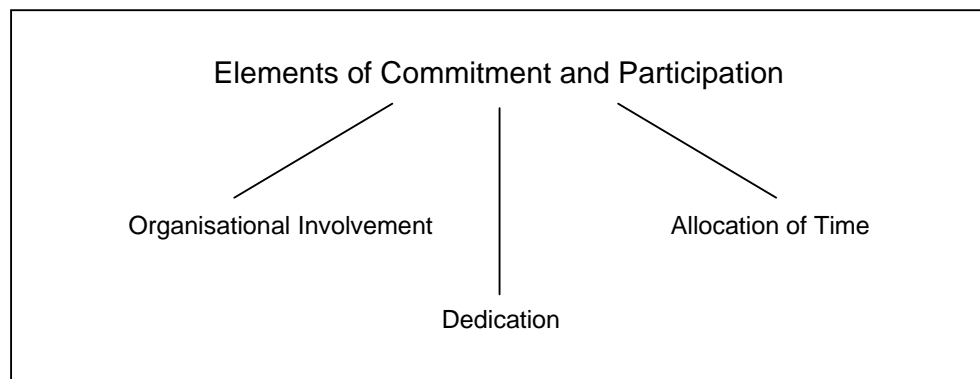 Elements of Commitment and Participation
Organisational Involvement
Allocation of Time
Dedication